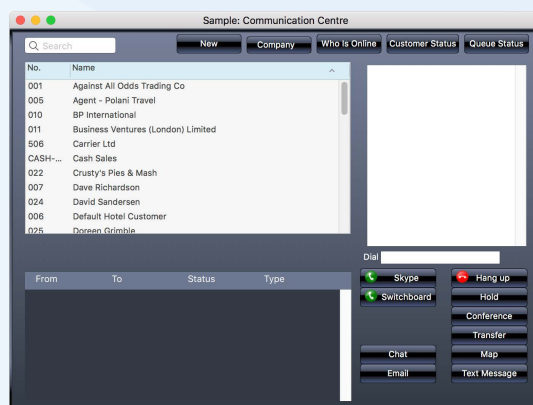 Sample: Communication Centre
Search
New
Company
Who Is Online
Customer Status
Queue Status
No. Name
001 Against All Odds Trading Co
005 Agent - Polani Travel
010 BP International
011 Business Ventures (London) Limited
506 Carrier Ltd
CASH-... Cash Sales
022 Crusty's Pies & Mash
007 Dave Richardson
024 David Sandersen
006 Default Hotel Customer
025 Doreen Grimble
Dial
From To Status Type
Skype
Hang up
Switchboard
Hold
Conference
Transfer
Chat
Map
Email
Text Message